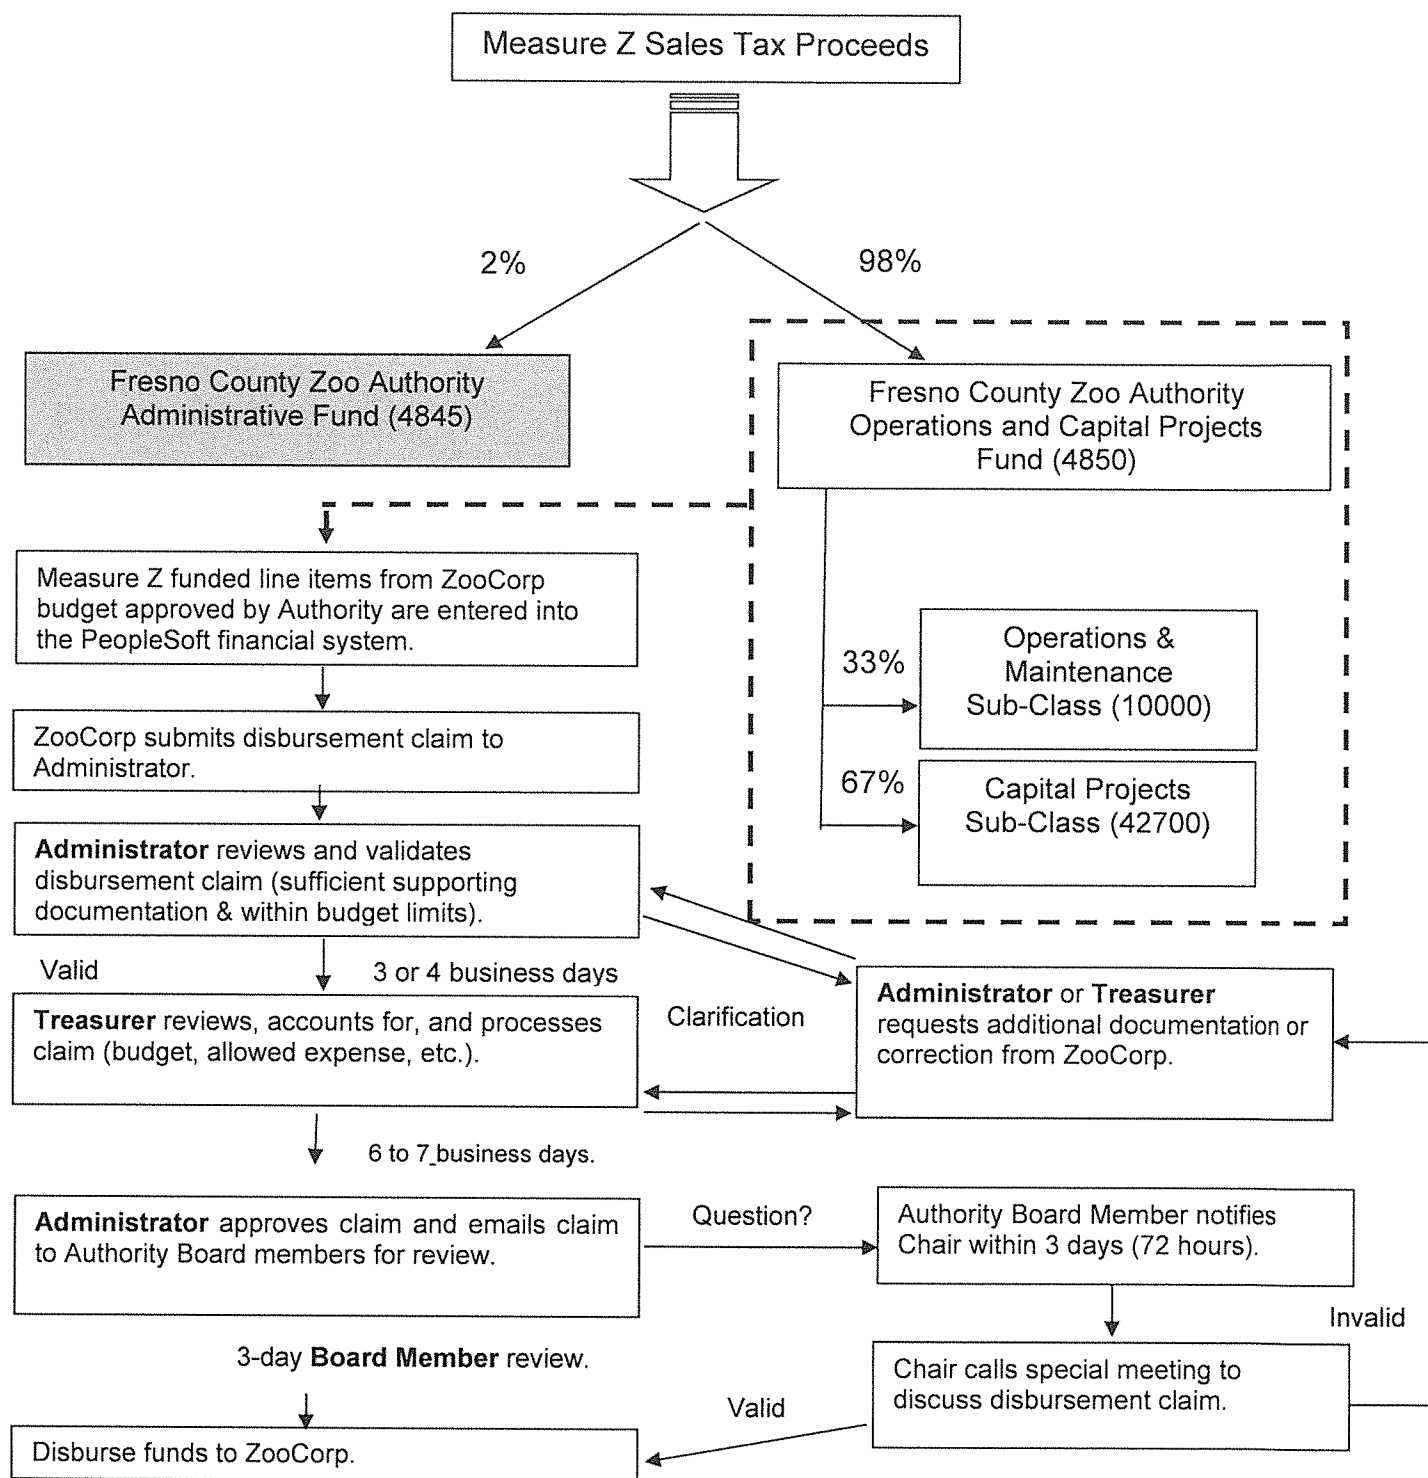 Measure Z Sales Tax Proceeds
2%
98%
Fresno County Zoo Authority
Administrative Fund (4845)
Fresno County Zoo Authority
Operations and Capital Projects
Fund (4850)
Measure Z funded line items from ZooCorp
budget approved by Authority are entered into
the PeopleSoft financial system.
33%
Operations &
Maintenance
Sub-Class (10000)
ZooCorp submits disbursement claim to
Administrator.
67%
Capital Projects
Sub-Class (42700)
Administrator reviews and validates
disbursement claim (sufficient supporting
documentation & within budget limits).
Valid
3 or 4 business days
Treasurer reviews, accounts for, and processes
claim (budget, allowed expense, etc.).
Clarification
Administrator or Treasurer
requests additional documentation or
correction from ZooCorp.
6 to 7 business days.
Administrator approves claim and emails claim
to Authority Board members for review.
Question?
Authority Board Member notifies
Chair within 3 days (72 hours).
Invalid
3-day Board Member review.
Chair calls special meeting to
discuss disbursement claim.
Valid
Disburse funds to ZooCorp.